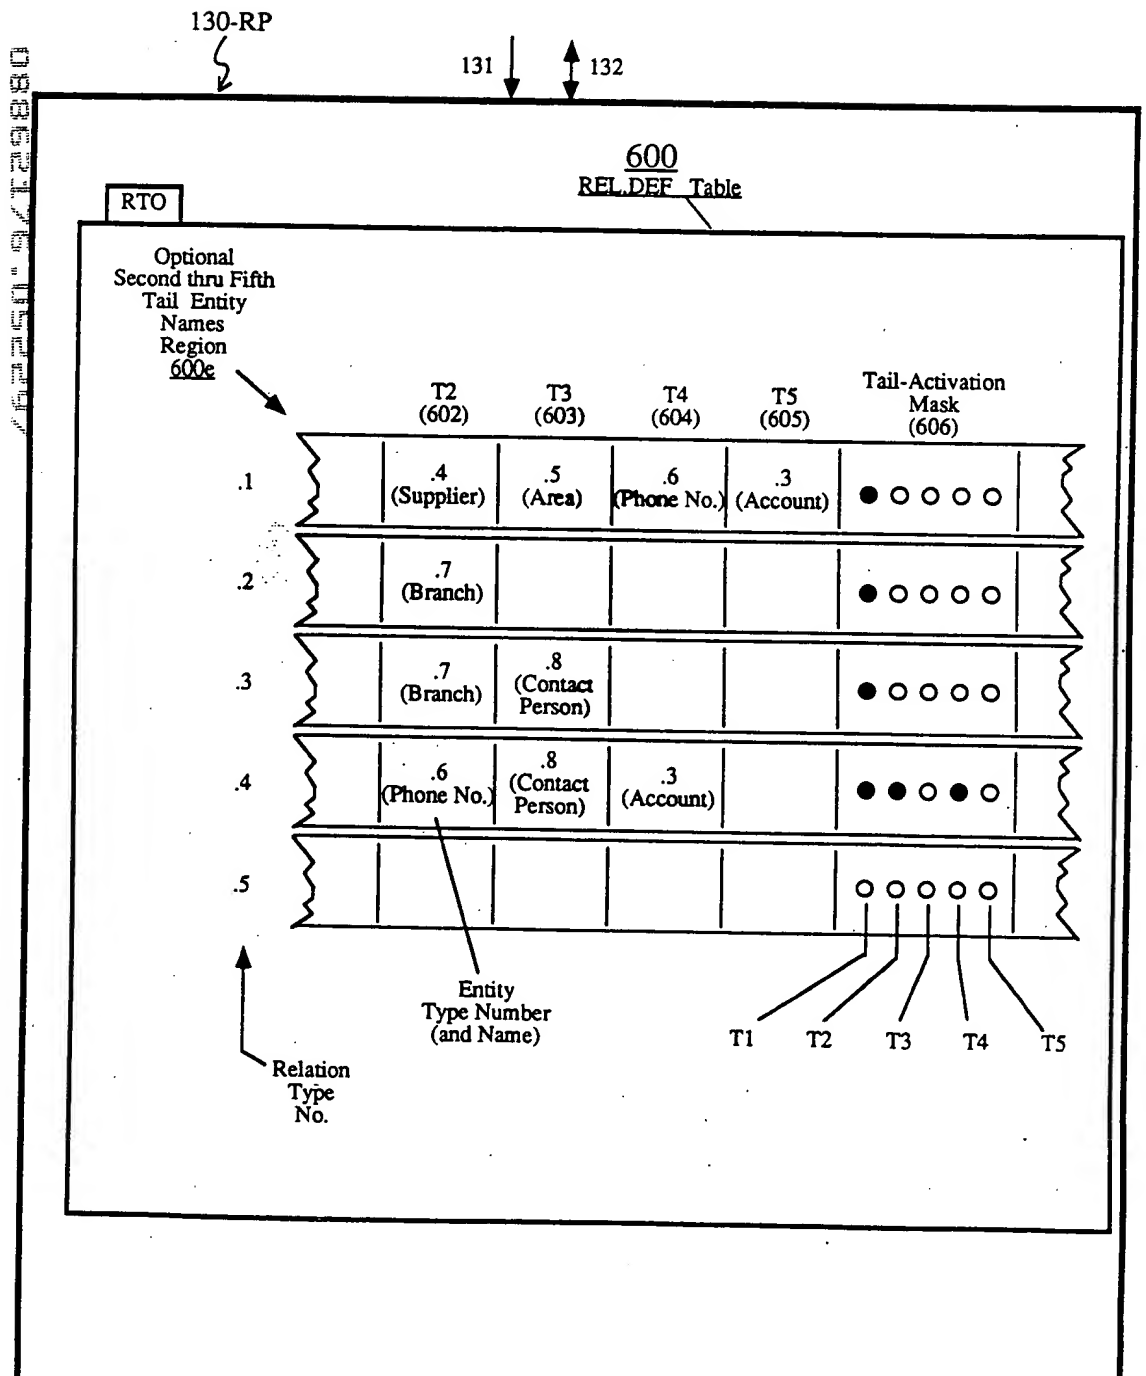 130-RP
131
132
600
REL.DEF Table
RTO
Optional
Second thru Fifth
Tail Entity
Names
Region
600e
T2
(602)
T3
(603)
T4
(604)
T5
(605)
Tail-Activation
Mask
(606)
.1
.4
(Supplier)
.5
(Area)
.6
(Phone No.)
.3
(Account)
.2
.7
(Branch)
.3
.7
(Branch)
.8
(Contact
Person)
.4
.6
(Phone No.)
.8
(Contact
Person)
.3
(Account)
.5
Entity
Type Number
(and Name)
T1
T2
T3
T4
T5
Relation
Type
No.